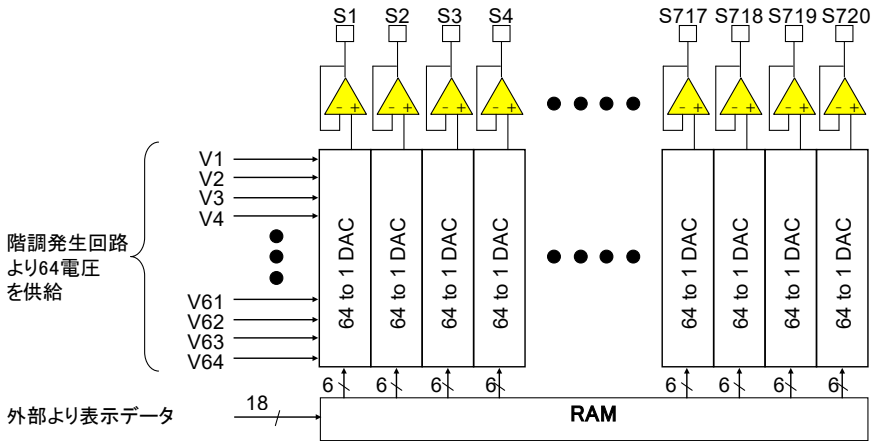 S1 S2 S3 S4 S717 S718 S719 S720
- + - + - + - + - + - + - + - +
V1
V2
V3
V4
階調発生回路
より64電圧
を供給
V61
V62
V63
V64
64 to 1 DAC
64 to 1 DAC
64 to 1 DAC
64 to 1 DAC
64 to 1 DAC
64 to 1 DAC
64 to 1 DAC
64 to 1 DAC
6 6 6 6 6 6 6 6
外部より表示データ
18
RAM